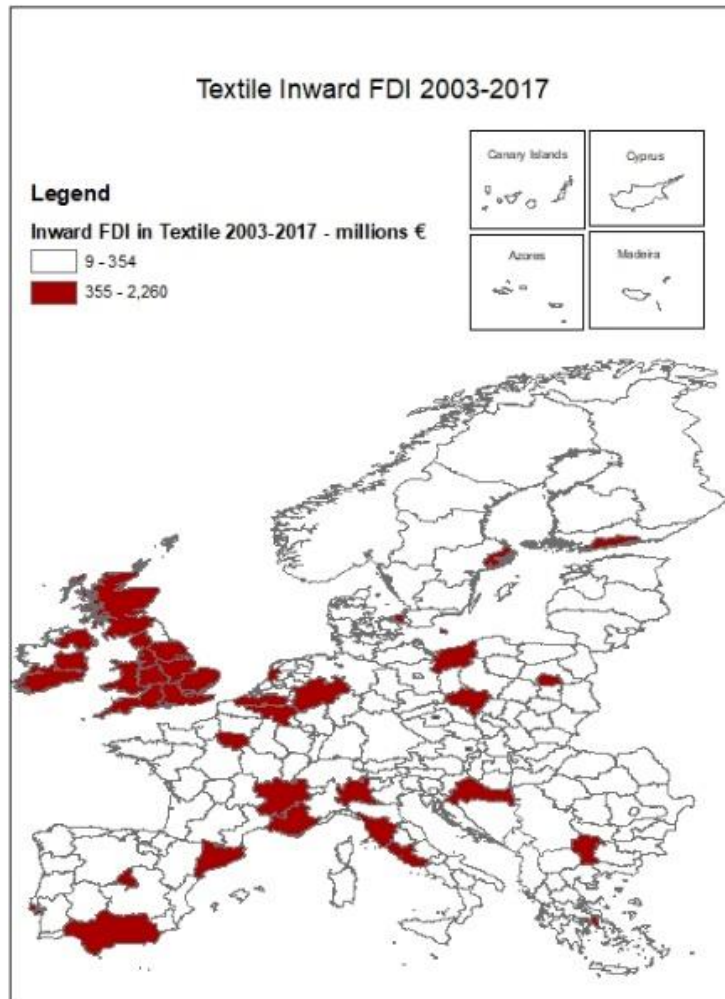 Textile Inward FDI 2003-2017
Canary Islands
Cyprus
Azores
Madeira
Legend
Inward FDI in Textile 2003-2017 - millions €
9 - 354
355 - 2,260